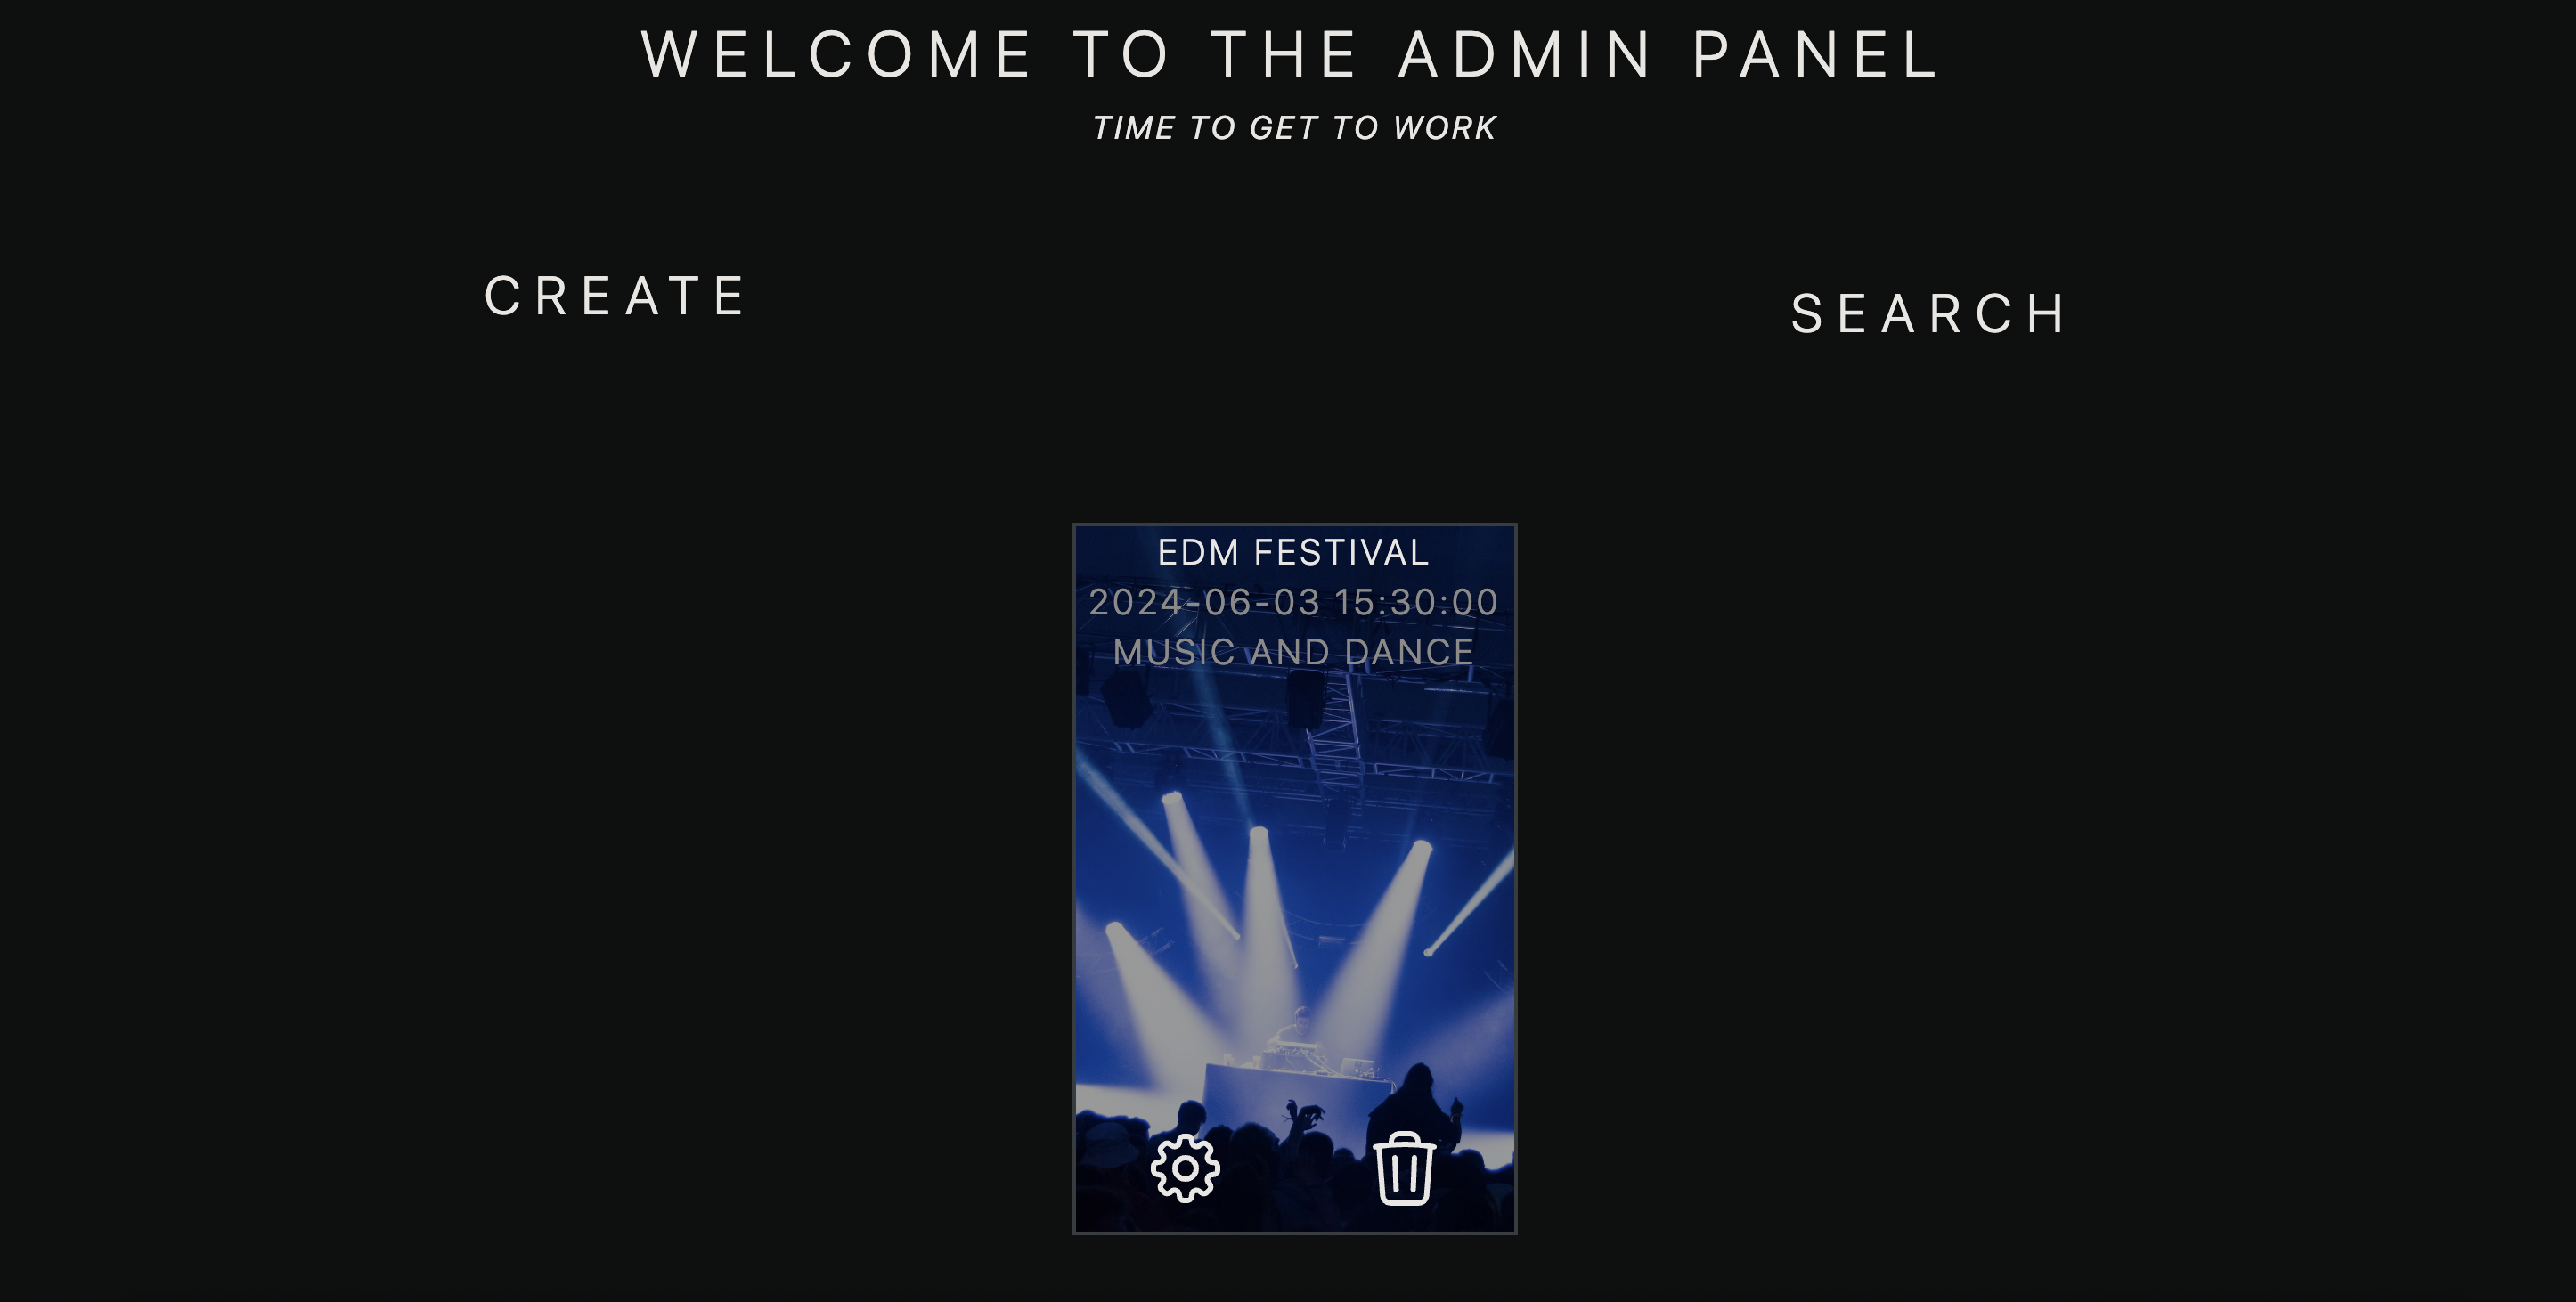 WELCOME TO THE ADMIN PANEL
TIME TO GET TO WORK
CREATE
SEARCH
EDM FESTIVAL
2024-06-03 15:30:00
MUSIC AND DANCE